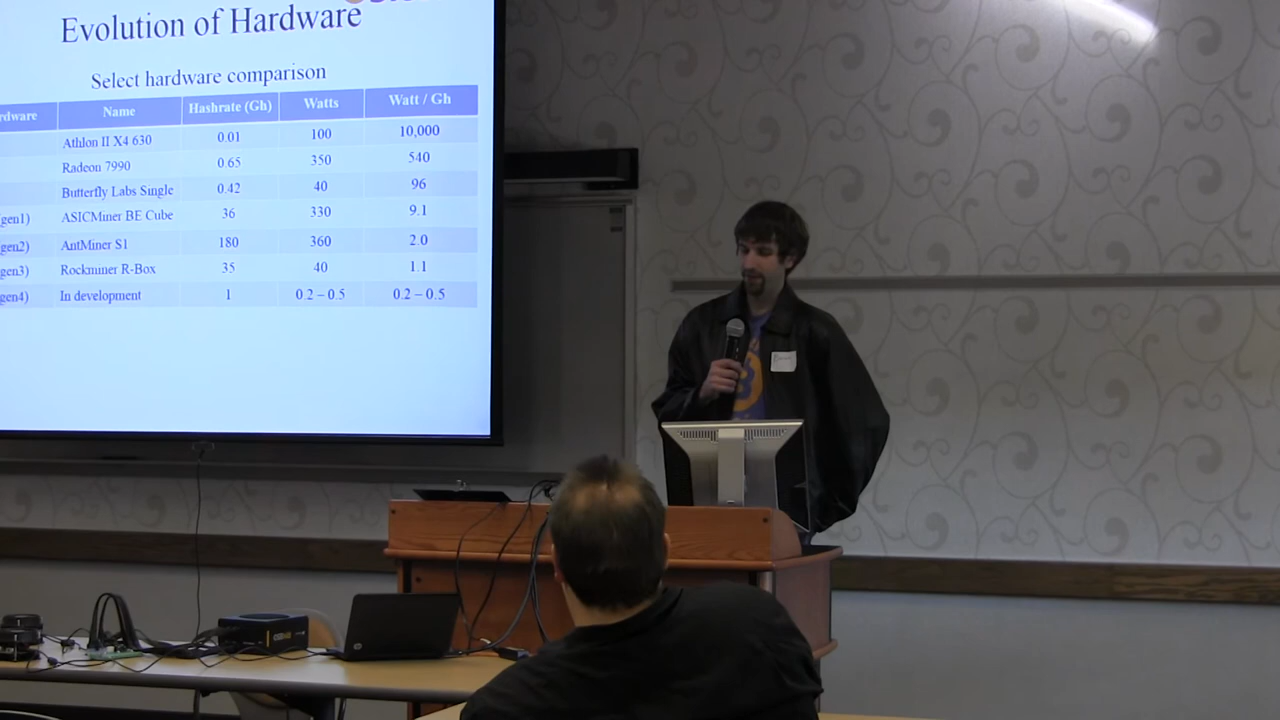 Evolution of Hardware
Select hardware comparison
rdware Name Hashrate (Gh) Watts Watt / Gh
Athlon II X4 630 0.01 100 10,000
Radeon 7990 0.65 350 540
Butterfly Labs Single 0.42 40 96
gen1) ASICMiner BE Cube 36 330 9.1
gen2) AntMiner S1 180 360 2.0
gen3) Rockminer R-Box 35 40 1.1
gen4) In development 1 0.2 – 0.5 0.2 – 0.5